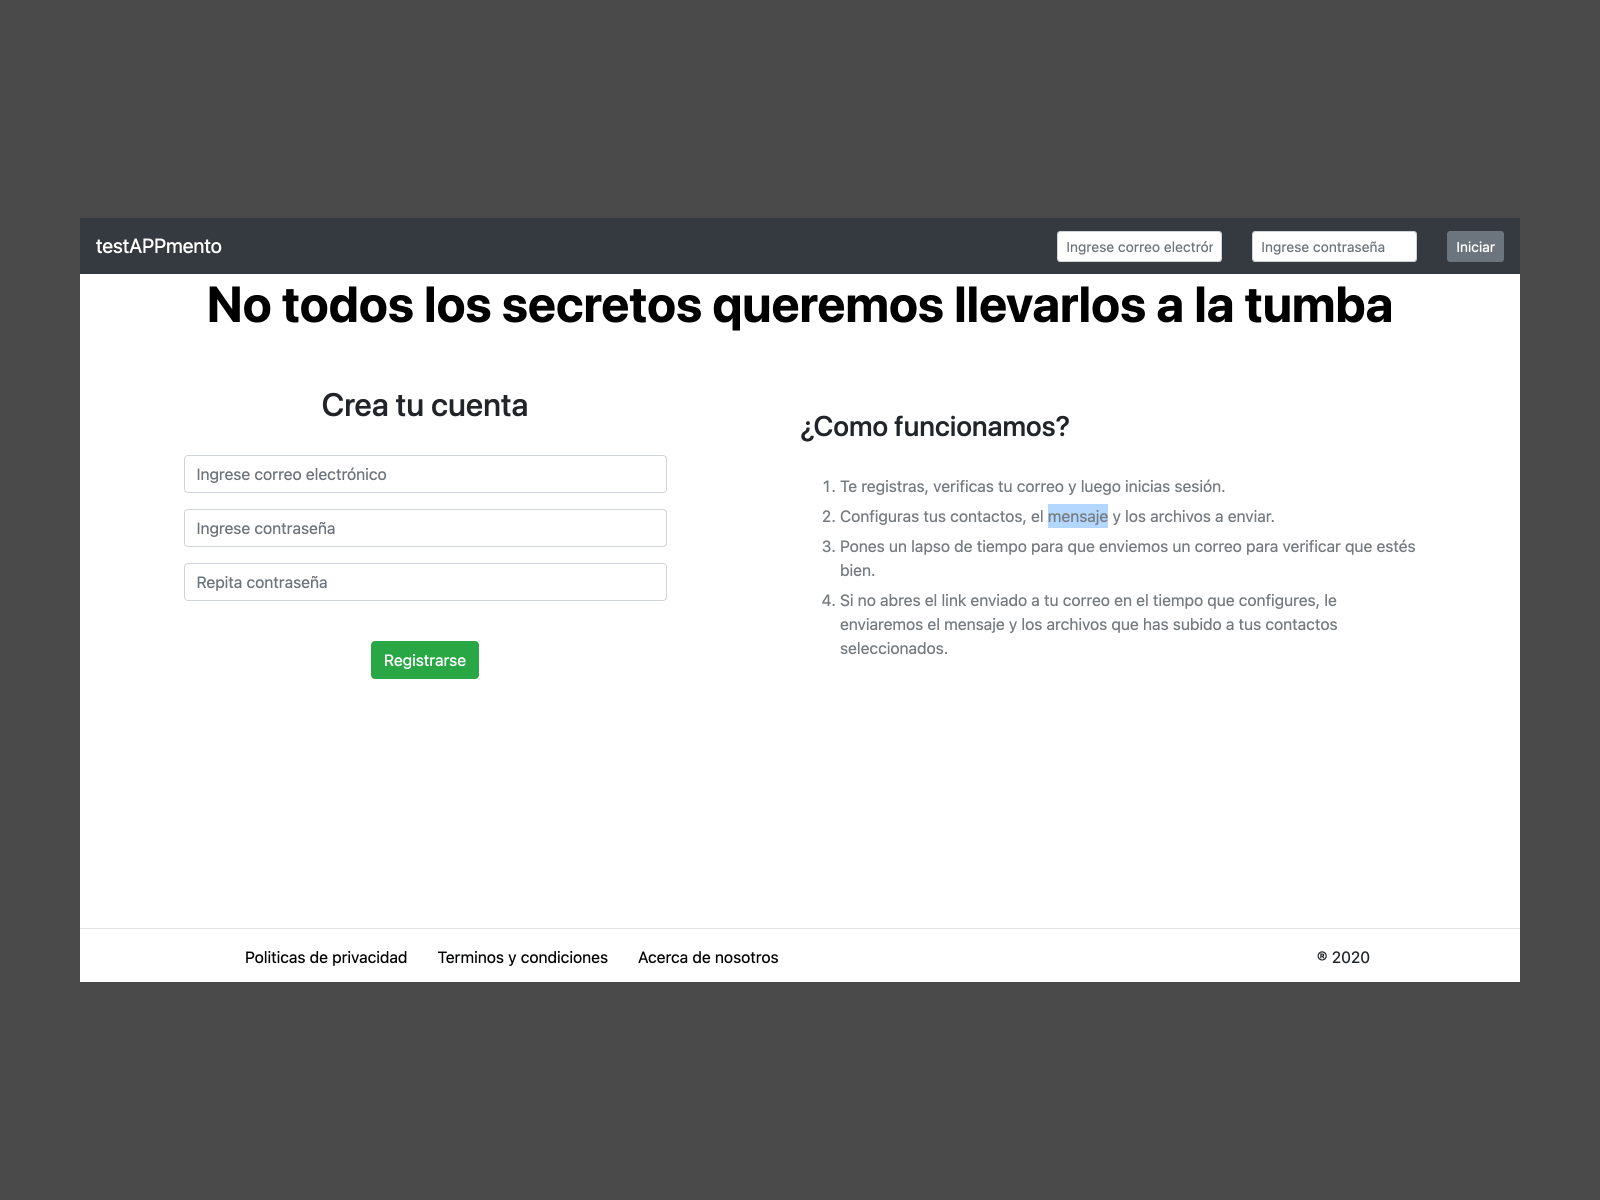 testAPPmento
Ingrese correo electrór
Ingrese contraseña
Iniciar
No todos los secretos queremos llevarlos a la tumba
Crea tu cuenta
Ingrese correo electrónico
Ingrese contraseña
Repita contraseña
Registrarse
¿Como funcionamos?
1. Te registras, verificas tu correo y luego inicias sesión.
2. Configuras tus contactos, el mensaje y los archivos a enviar.
3. Pones un lapso de tiempo para que enviemos un correo para verificar que estés
bien.
4. Si no abres el link enviado a tu correo en el tiempo que configures, le
enviaremos el mensaje y los archivos que has subido a tus contactos
seleccionados.
Politicas de privacidad
Terminos y condiciones
Acerca de nosotros
® 2020